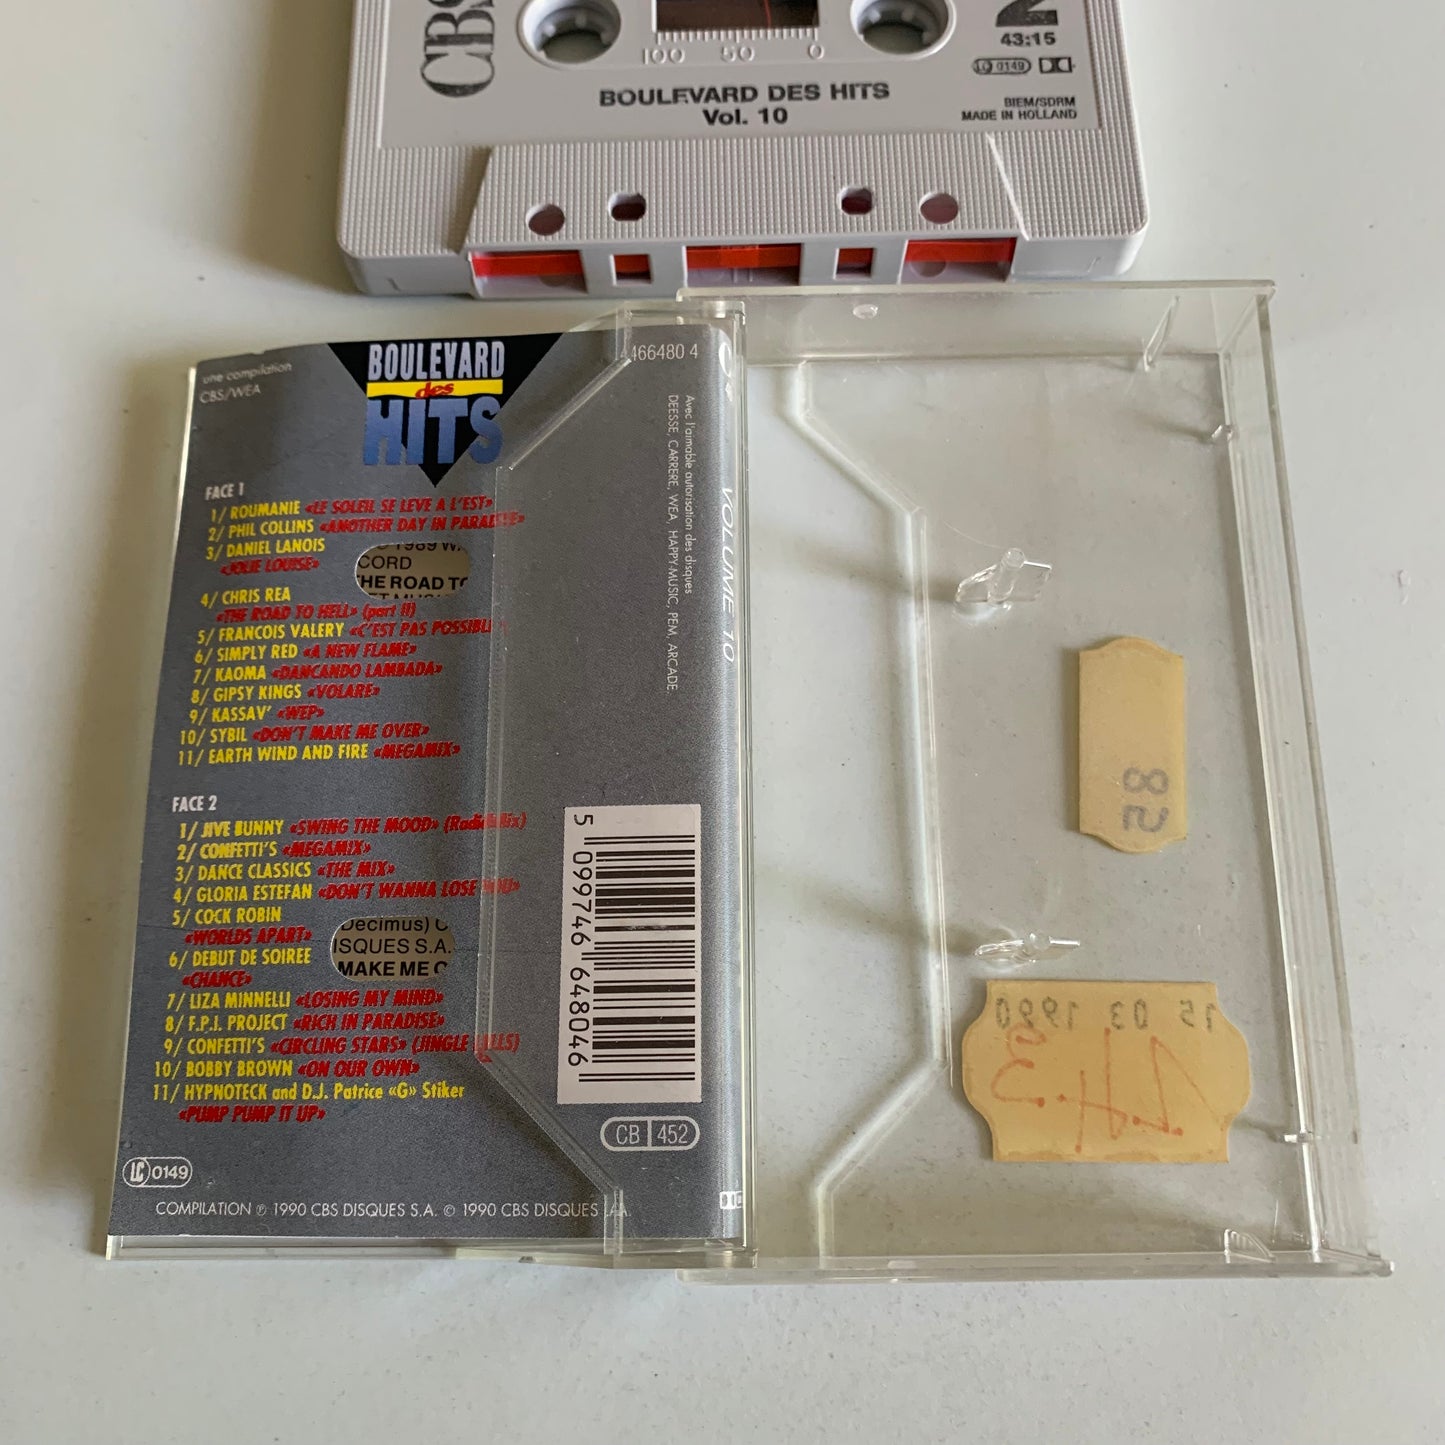 CBS
2
43:15
100 50 0
LC 0149
BOULEVARD DES HITS
Vol. 10
BIEM/SDRM
MADE IN HOLLAND
une compilation
CBS/WEA
BOULEVARD
des
HITS
466480 4
FACE 1
1/ ROUMANIE «LE SOLEIL SE LEVE A L'EST»
2/ PHIL COLLINS «ANOTHER DAY IN PARADISE»
3/ DANIEL LANOIS
«JOLIE LOUISE»
4/ CHRIS REA
«THE ROAD TO HELL» (part II)
5/ FRANCOIS VALERY «C'EST PAS POSSIBLE»
6/ SIMPLY RED «A NEW FLAME»
7/ KAOMA «DANCANDO LAMBADA»
8/ GIPSY KINGS «VOLARE»
9/ KASSAV' «WEP»
10/ SYBIL «DON'T MAKE ME OVER»
11/ EARTH WIND AND FIRE «MEGAMIX»
CORD
HE ROAD TO
FACE 2
1/ JIVE BUNNY «SWING THE MOOD» (Radio Mix)
2/ CONFETTI'S «MEGAMIX»
3/ DANCE CLASSICS «THE MIX»
4/ GLORIA ESTEFAN «DON'T WANNA LOSE YOU»
5/ COCK ROBIN
«WORLDS APART»
6/ DEBUT DE SOIREE
«CHANCE»
7/ LIZA MINNELLI «LOSING MY MIND»
8/ F.P.I. PROJECT «RICH IN PARADISE»
9/ CONFETTI'S «CIRCLING STARS» (JINGLE BELLS)
10/ BOBBY BROWN «ON OUR OWN»
11/ HYPNOTECK and D.J. Patrice «G» Stiker
«PUMP PUMP IT UP»
Decimus) C
ISQUES S.A.
MAKE ME O
LC 0149
COMPILATION ℗ 1990 CBS DISQUES S.A. © 1990 CBS DISQUES S.A.
Avec l'aimable autorisation des disques
DEESSE, CARRERE, WEA, HAPPY-MUSIC, PEM, ARCADE.
5 099746 648046
CB 452
VOLUME 10
82
15 03 1990